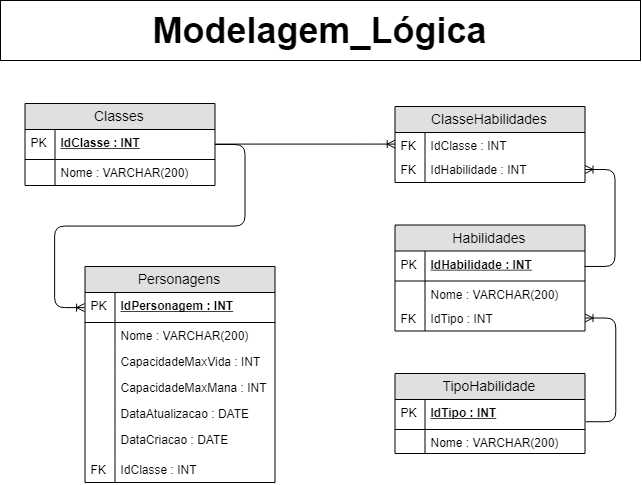 Modelagem_Lógica
Classes
PK IdClasse : INT
Nome : VARCHAR(200)
ClasseHabilidades
FK IdClasse : INT
FK IdHabilidade : INT
Habilidades
PK IdHabilidade : INT
Nome : VARCHAR(200)
FK IdTipo : INT
Personagens
PK IdPersonagem : INT
Nome : VARCHAR(200)
CapacidadeMaxVida : INT
CapacidadeMaxMana : INT
DataAtualizacao : DATE
DataCriacao : DATE
FK IdClasse : INT
TipoHabilidade
PK IdTipo : INT
Nome : VARCHAR(200)